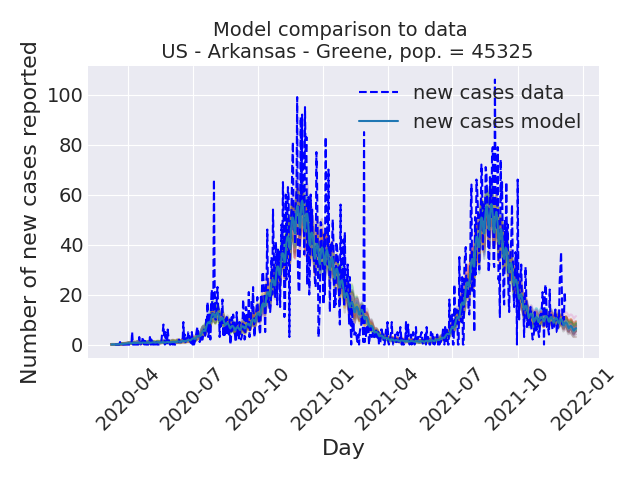 Model comparison to data
US - Arkansas - Greene, pop. = 45325
Number of new cases reported
100
80
60
40
20
0
new cases data
new cases model
2020-04
2020-07
2020-10
2021-01
2021-04
2021-07
2021-10
2022-01
Day